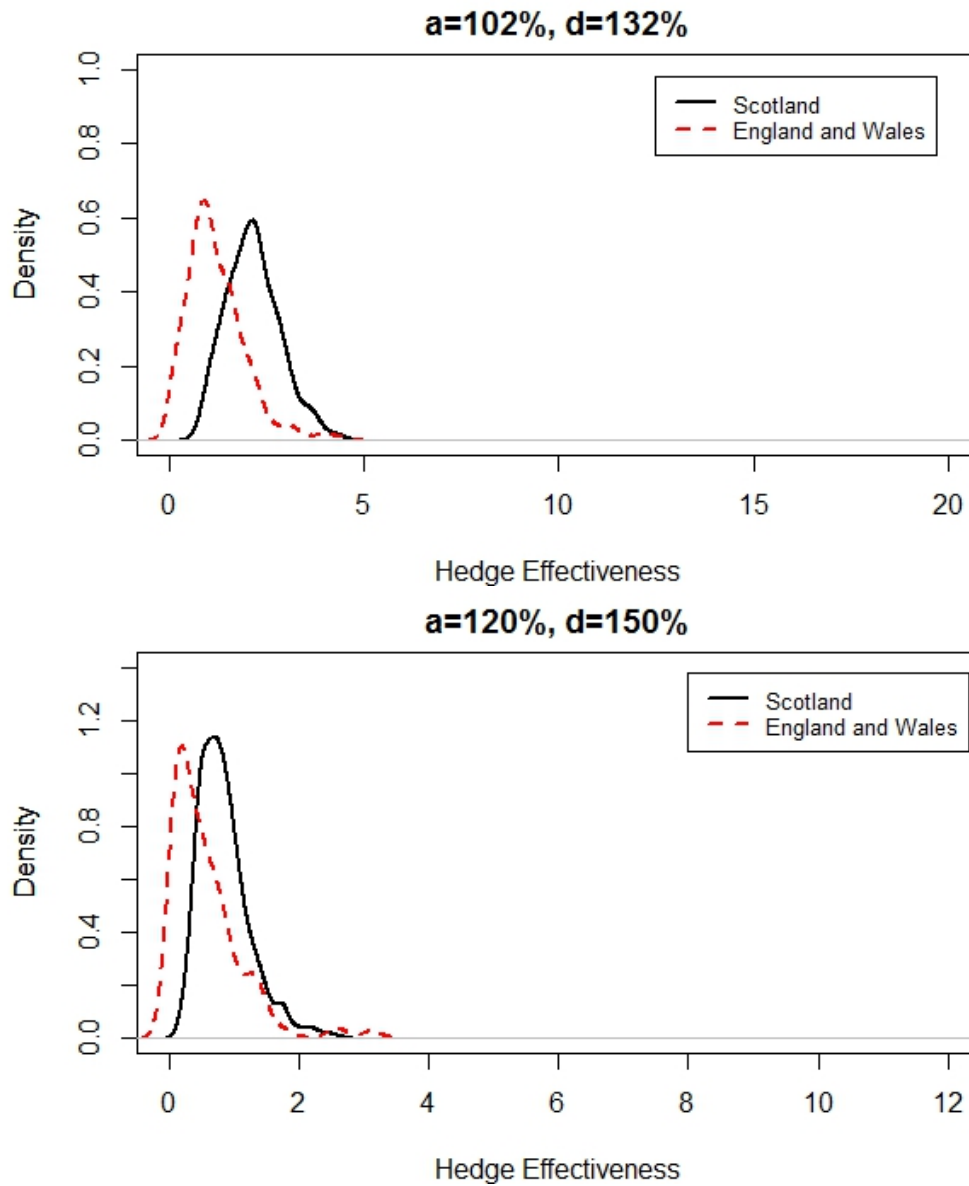 a=102%, d=132%
1.0
0.8
0.6
0.4
0.2
0.0
Density
Scotland
England and Wales
0 5 10 15 20
Hedge Effectiveness
a=120%, d=150%
1.2
0.8
0.4
0.0
Density
Scotland
England and Wales
0 2 4 6 8 10 12
Hedge Effectiveness